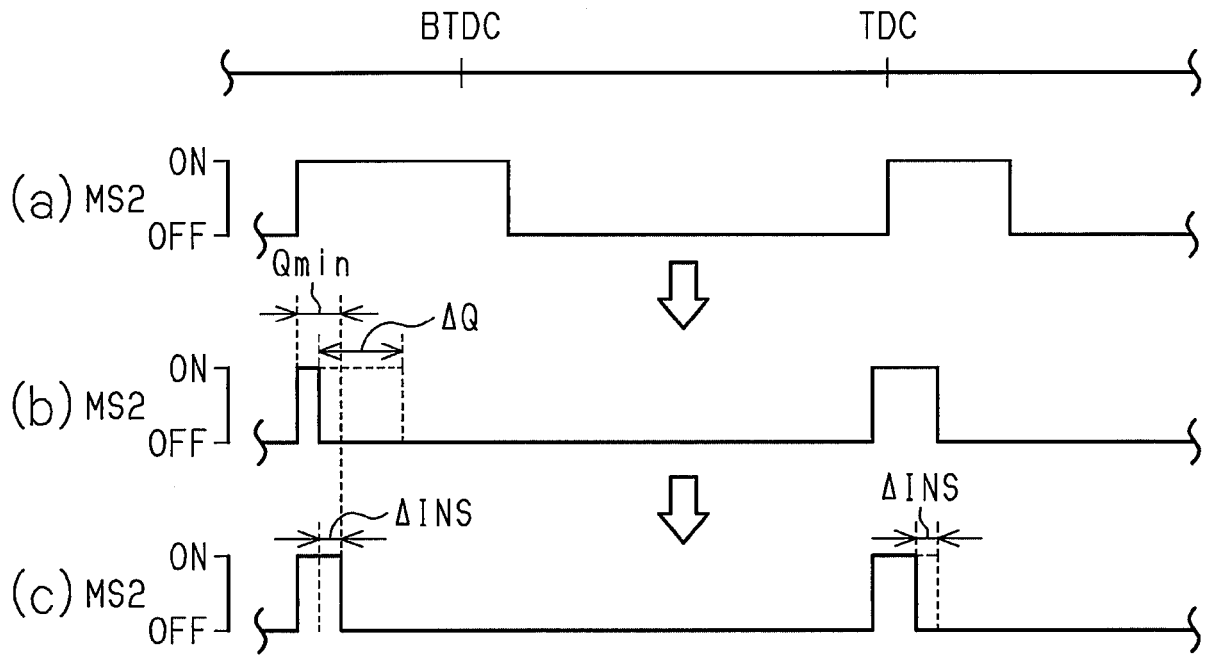 BTDC TDC
ON
(a) MS2
OFF
Qmin
ΔQ
ON
(b) MS2
OFF
ΔINS ΔINS
ON
(c) MS2
OFF